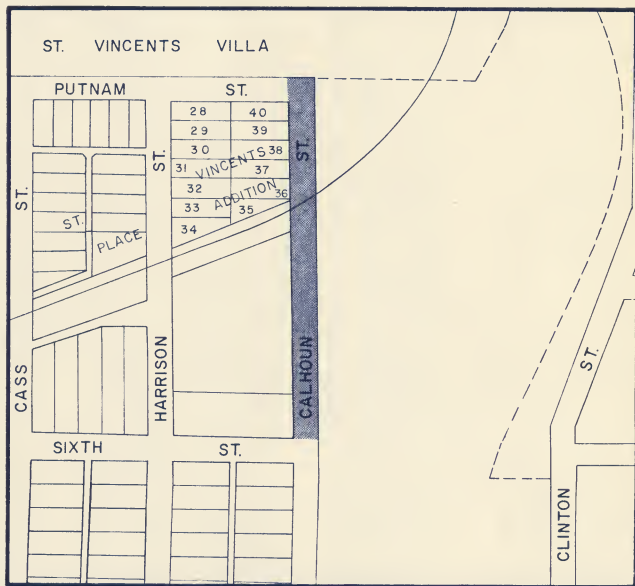 ST. VINCENTS VILLA
PUTNAM ST.
28 40
29 39
30 38
31 37
32 36
33 35
34
ST. VINCENTS
PLACE ADDITION
CASS ST.
HARRISON ST.
CALHOUN ST.
SIXTH ST.
CLINTON ST.